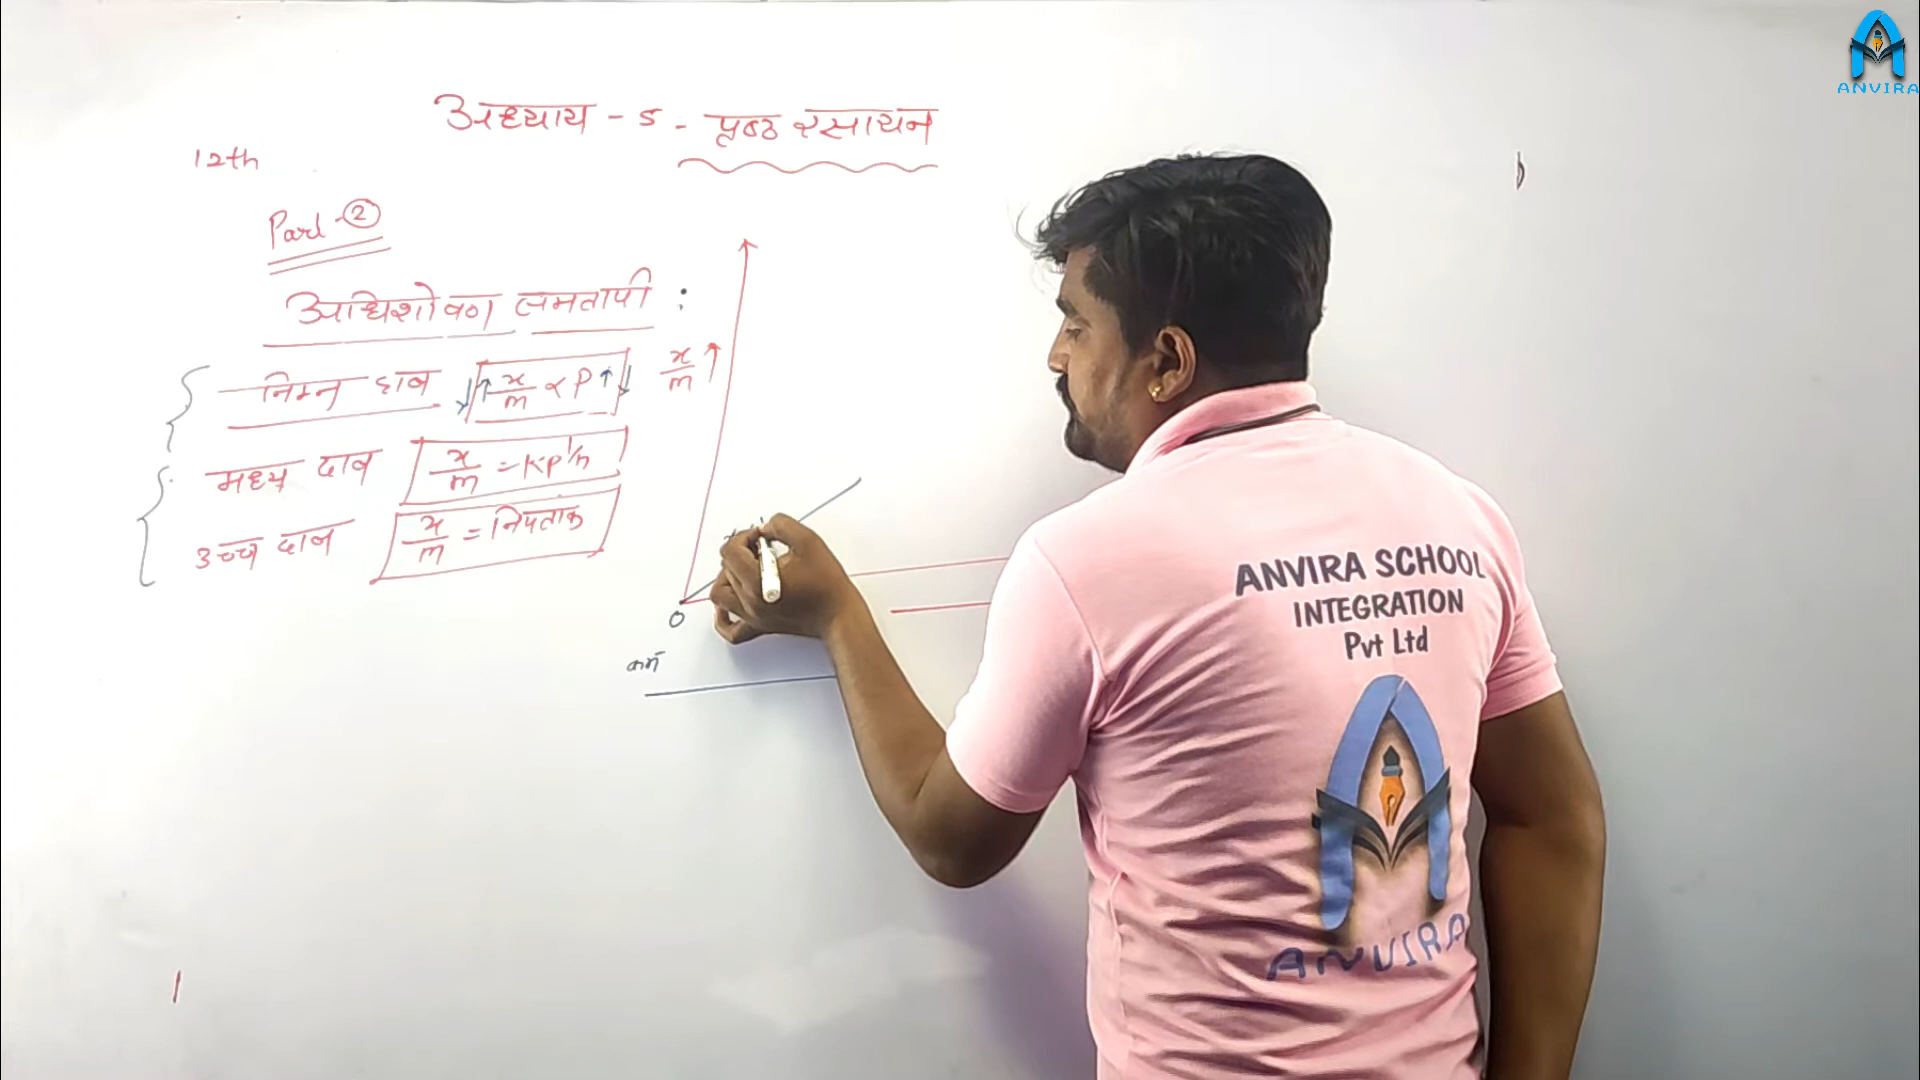 ANVIRA
अध्याय - 5 - पृष्ठ रसायन
12th
Part - ②
अधिशोषण समतापी :
निम्न दाब ↓↑ x/m ∝ P ↑↓
मध्य दाब x/m = KP^1/n
उच्च दाब x/m = नियतांक
x/m ↑
O
ANVIRA SCHOOL
INTEGRATION
Pvt Ltd
ANVIRA